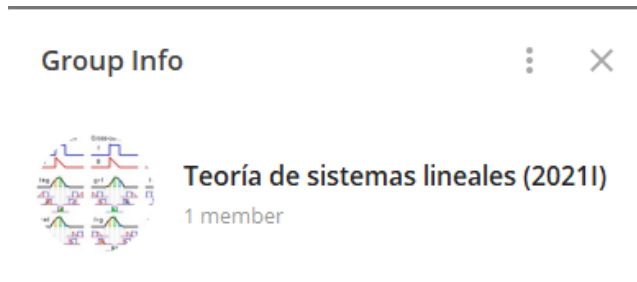 Group Info
Teoría de sistemas lineales (2021I)
1 member